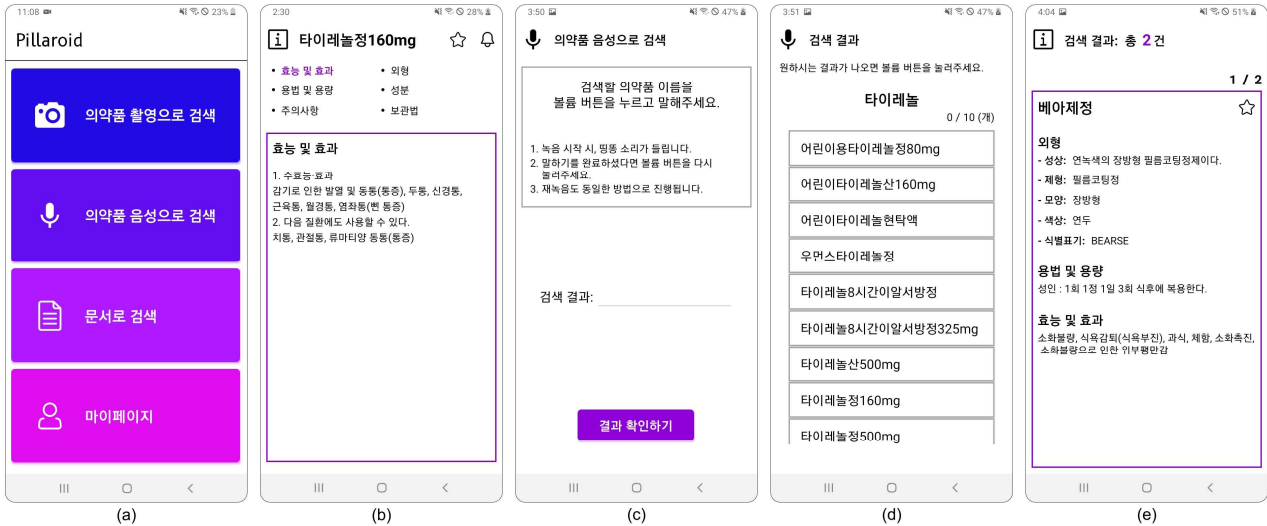 11:08 23%
Pillaroid
의약품 촬영으로 검색
의약품 음성으로 검색
문서로 검색
마이페이지
(a)
2:30 28%
타이레놀정160mg
• 효능 및 효과 • 외형
• 용법 및 용량 • 성분
• 주의사항 • 보관법
효능 및 효과
1. 주효능·효과
감기로 인한 발열 및 동통(통증), 두통, 신경통,
근육통, 월경통, 염좌통(삔 통증)
2. 다음 질환에도 사용할 수 있다.
치통, 관절통, 류마티양 동통(통증)
(b)
3:50 47%
의약품 음성으로 검색
검색할 의약품 이름을
볼륨 버튼을 누르고 말해주세요.
1. 녹음 시작 시, 띵똥 소리가 들립니다.
2. 말하기를 완료하셨다면 볼륨 버튼을 다시
눌러주세요.
3. 재녹음도 동일한 방법으로 진행됩니다.
검색 결과:
결과 확인하기
(c)
3:51 47%
검색 결과
원하시는 결과가 나오면 볼륨 버튼을 눌러주세요.
타이레놀
0 / 10 (개)
어린이용타이레놀정80mg
어린이타이레놀산160mg
어린이타이레놀현탁액
우먼스타이레놀정
타이레놀8시간이알서방정
타이레놀8시간이알서방정325mg
타이레놀산500mg
타이레놀정160mg
타이레놀정500mg
(d)
4:04 51%
검색 결과: 총 2건
1 / 2
베아제정
외형
- 성상: 연녹색의 장방형 필름코팅정제이다.
- 제형: 필름코팅정
- 모양: 장방형
- 색상: 연두
- 식별표기: BEARSE
용법 및 용량
성인 : 1회 1정 1일 3회 식후에 복용한다.
효능 및 효과
소화불량, 식욕감퇴(식욕부진), 과식, 체함, 소화촉진,
소화불량으로 인한 위부팽만감
(e)